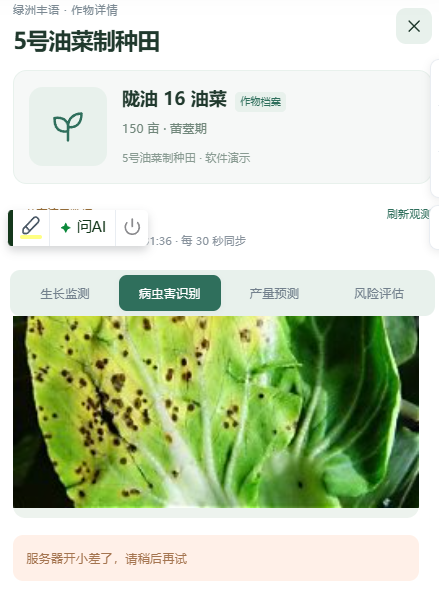 绿洲丰语 · 作物详情
5号油菜制种田
陇油 16 油菜 作物档案
150 亩 · 蕾薹期
5号油菜制种田 · 软件演示
刷新观测
问AI
1:36 · 每 30 秒同步
生长监测 病虫害识别 产量预测 风险评估
服务器开小差了，请稍后再试